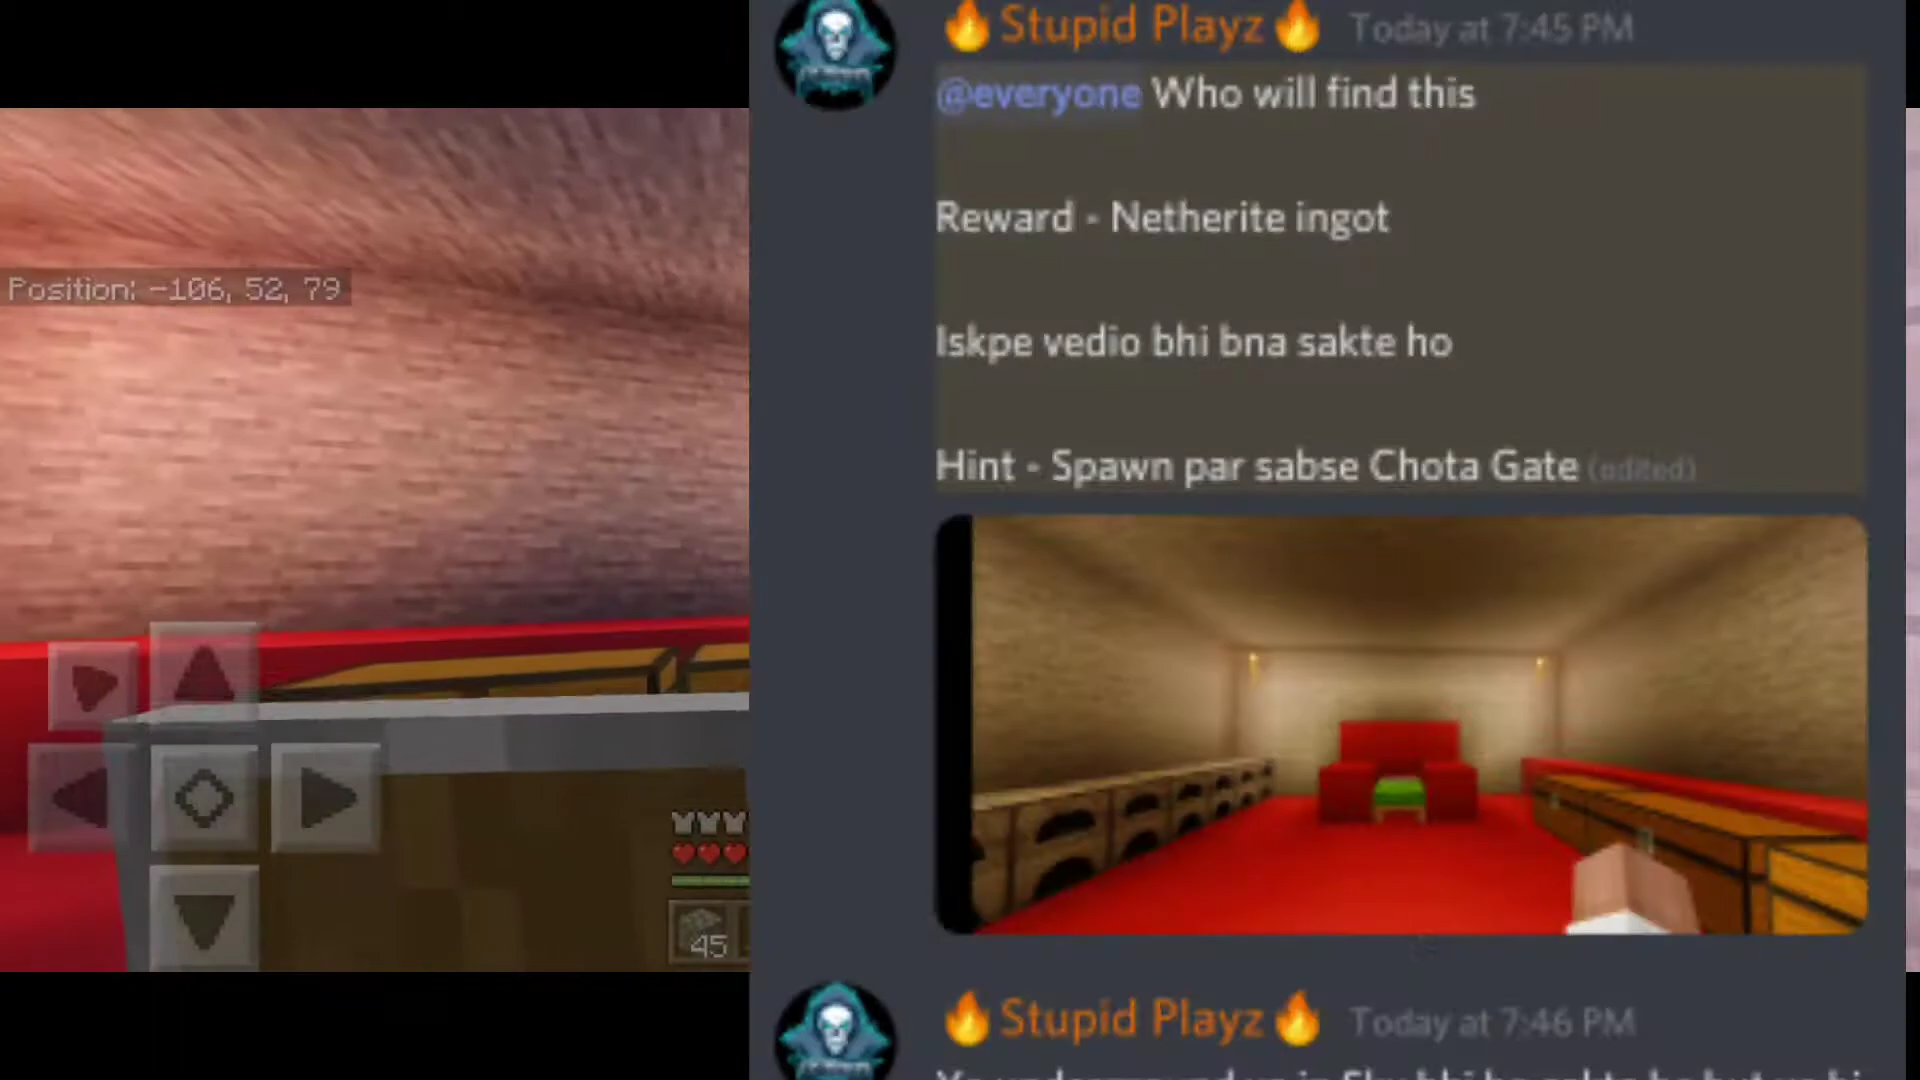 🔥 Stupid Playz 🔥 Today at 7:45 PM
@everyone Who will find this
Reward - Netherite ingot
Iskpe vedio bhi bna sakte ho
Hint - Spawn par sabse Chota Gate (edited)
Position: -106, 52, 79
45
🔥 Stupid Playz 🔥 Today at 7:46 PM